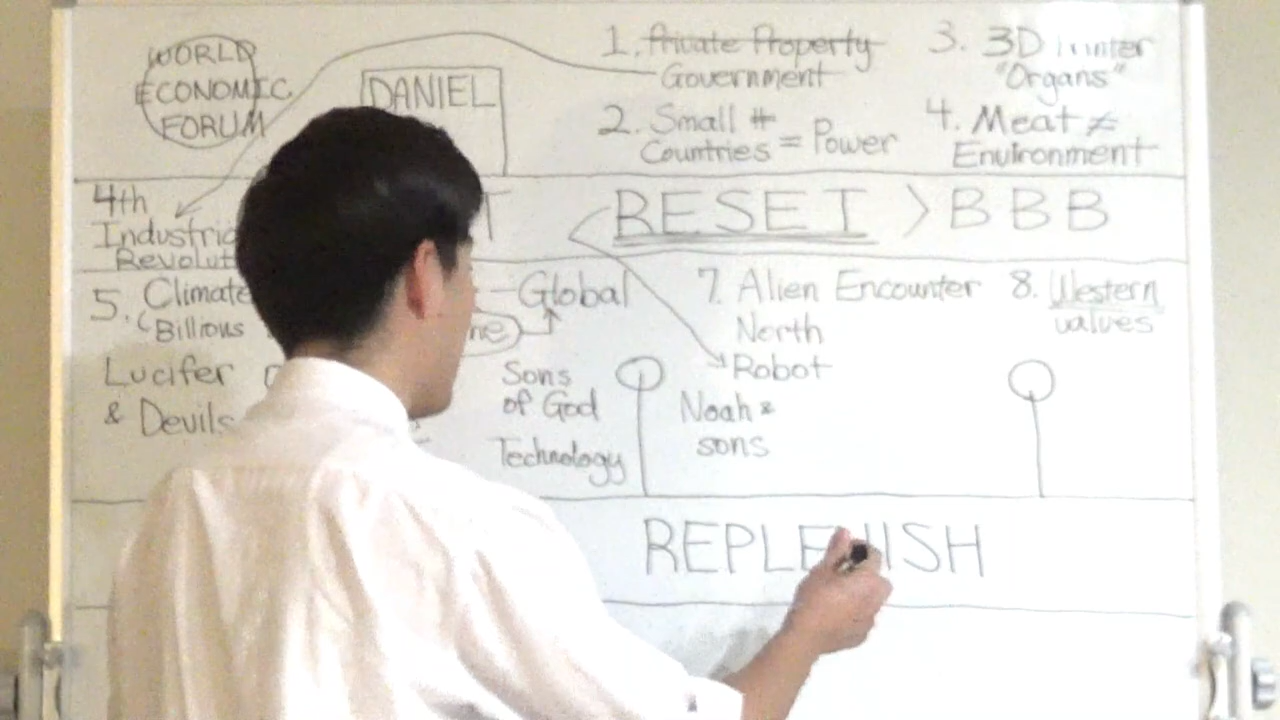 WORLD
ECONOMIC
FORUM
DANIEL
1. Private Property
Government
2. Small #
Countries = Power
3. 3D Printer
"Organs"
4. Meat ≠
Environment
4th
Industrial
Revolut
T
RESET > BBB
5. Climate
(Billions
Global
7. Alien Encounter
North
Robot
8. Western
values
Lucifer
& Devils
Sons
of God
Technology
Noah &
sons
REPLENISH